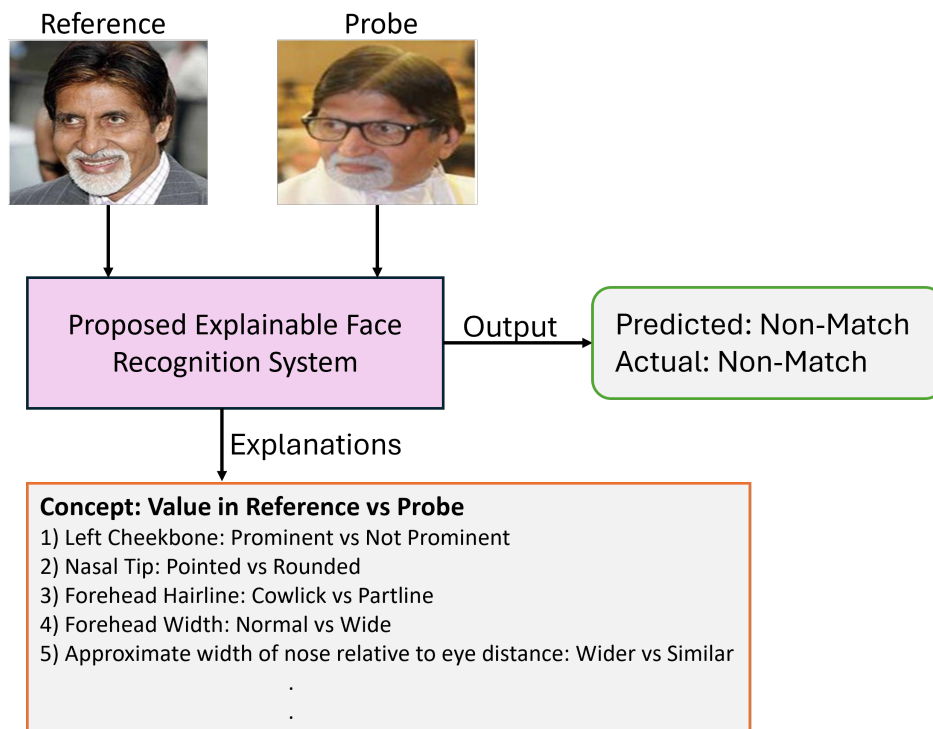 Reference
Probe
Proposed Explainable Face
Recognition System
Output
Predicted: Non-Match
Actual: Non-Match
Explanations
Concept: Value in Reference vs Probe
1) Left Cheekbone: Prominent vs Not Prominent
2) Nasal Tip: Pointed vs Rounded
3) Forehead Hairline: Cowlick vs Partline
4) Forehead Width: Normal vs Wide
5) Approximate width of nose relative to eye distance: Wider vs Similar
.
.